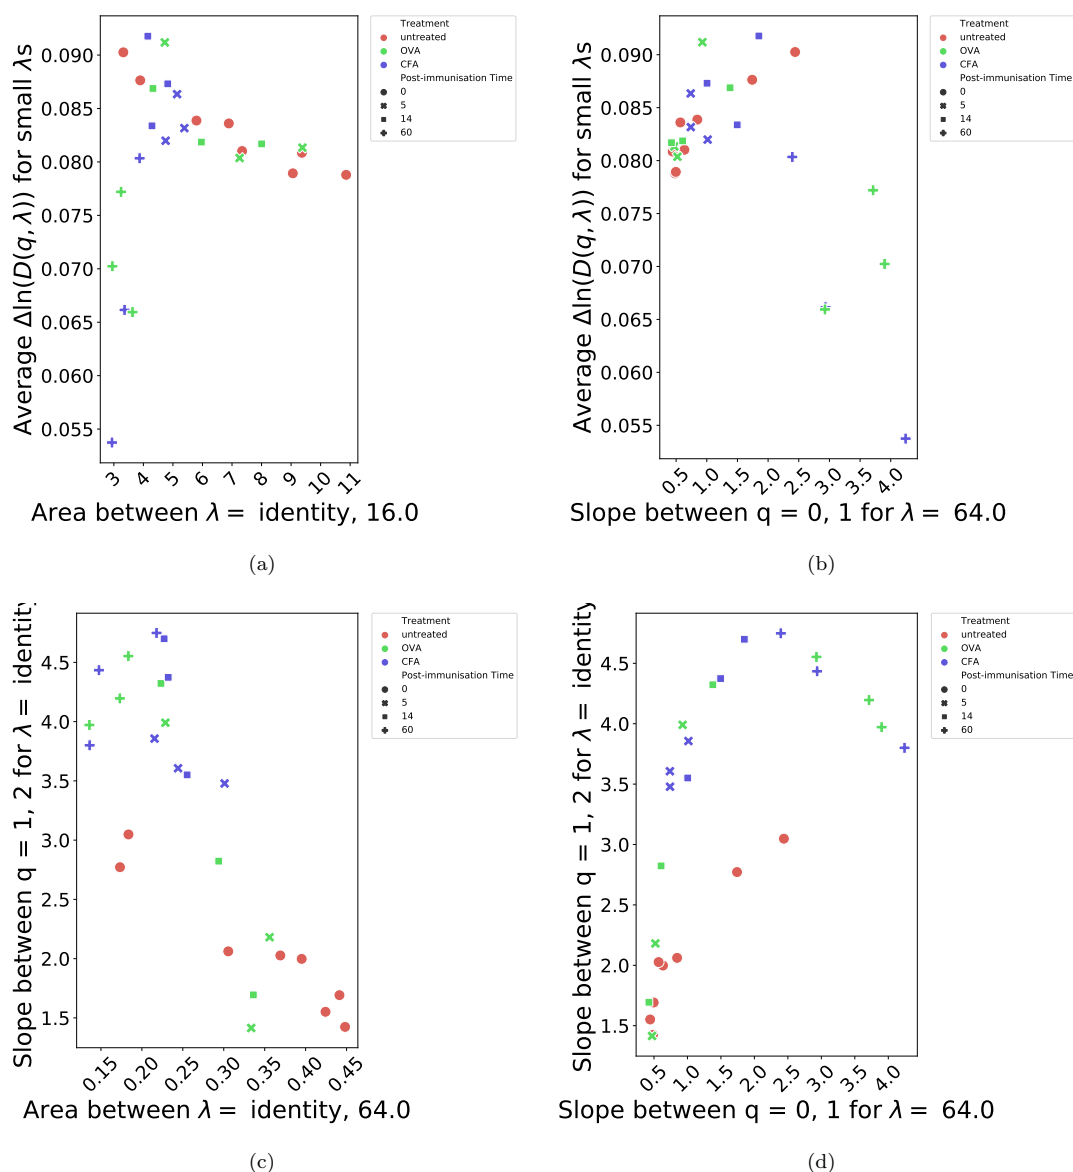 Average Δln(D(q, λ)) for small λs
0.090
0.085
0.080
0.075
0.070
0.065
0.060
0.055
3 4 5 6 7 8 9 10 11
Area between λ = identity, 16.0
Treatment
untreated
OVA
CFA
Post-immunisation Time
0
5
14
60
(a)
Average Δln(D(q, λ)) for small λs
0.090
0.085
0.080
0.075
0.070
0.065
0.060
0.055
0.5 1.0 1.5 2.0 2.5 3.0 3.5 4.0
Slope between q = 0, 1 for λ = 64.0
Treatment
untreated
OVA
CFA
Post-immunisation Time
0
5
14
60
(b)
Slope between q = 1, 2 for λ = identity
4.5
4.0
3.5
3.0
2.5
2.0
1.5
0.15 0.20 0.25 0.30 0.35 0.40 0.45
Area between λ = identity, 64.0
Treatment
untreated
OVA
CFA
Post-immunisation Time
0
5
14
60
(c)
Slope between q = 1, 2 for λ = identity
4.5
4.0
3.5
3.0
2.5
2.0
1.5
0.5 1.0 1.5 2.0 2.5 3.0 3.5 4.0
Slope between q = 0, 1 for λ = 64.0
Treatment
untreated
OVA
CFA
Post-immunisation Time
0
5
14
60
(d)